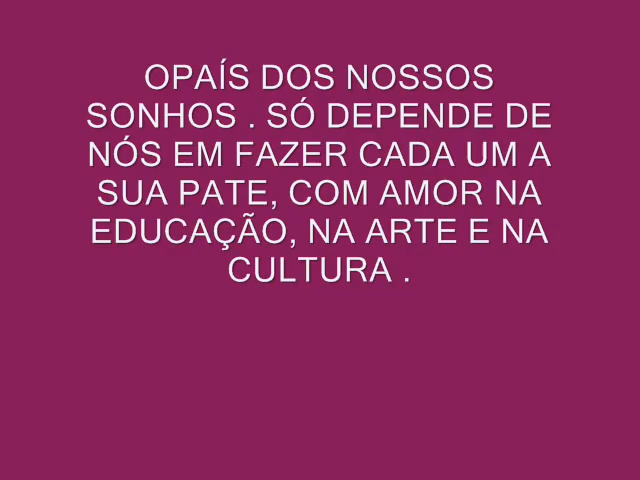 OPAÍS DOS NOSSOS
SONHOS . SÓ DEPENDE DE
NÓS EM FAZER CADA UM A
SUA PATE, COM AMOR NA
EDUCAÇÃO, NA ARTE E NA
CULTURA .